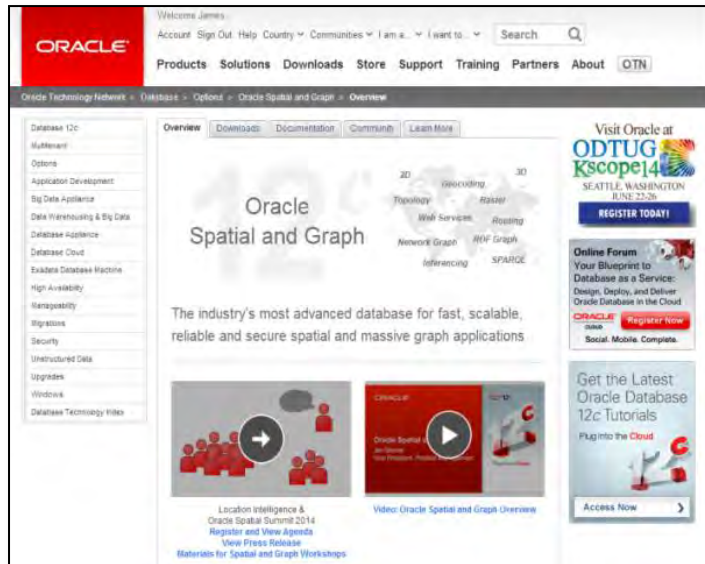 Welcome James
ORACLE
Account Sign Out Help Country Communities I am a... I want to... Search
Products Solutions Downloads Store Support Training Partners About OTN
Oracle Technology Network > Database > Options > Oracle Spatial and Graph > Overview
Database 12c
Multitenant
Options
Application Development
Big Data Appliance
Data Warehousing & Big Data
Database Appliance
Database Cloud
Exadata Database Machine
High Availability
Manageability
Migrations
Security
Unstructured Data
Upgrades
Windows
Database Technology Index
Overview Downloads Documentation Community Learn More
12c
Oracle
Spatial and Graph
2D 3D
Geocoding
Topology Raster
Web Services Routing
Network Graph RDF Graph
Inferencing SPARQL
The industry's most advanced database for fast, scalable,
reliable and secure spatial and massive graph applications
ORACLE
Location Intelligence &
Oracle Spatial Summit 2014
Register and View Agenda
View Press Release
Materials for Spatial and Graph Workshops
Video: Oracle Spatial and Graph Overview
Visit Oracle at
ODTUG
Kscope14
SEATTLE, WASHINGTON
JUNE 22-26
REGISTER TODAY!
Online Forum
Your Blueprint to
Database as a Service:
Design, Deploy, and Deliver
Oracle Database in the Cloud
ORACLE
CLOUD
Register Now
Social. Mobile. Complete.
Get the Latest
Oracle Database
12c Tutorials
Plug into the Cloud
Access Now